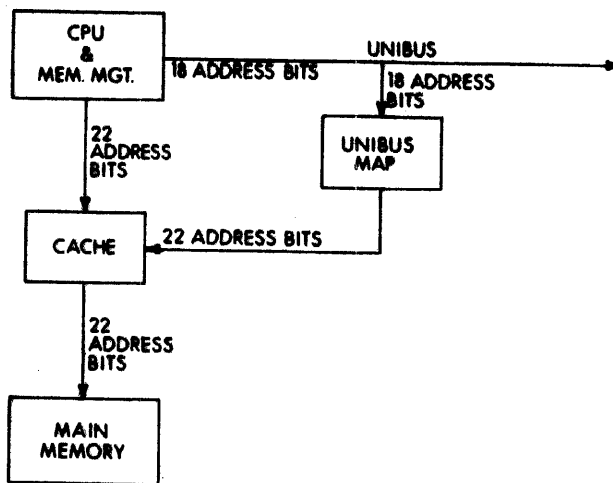 CPU
&
MEM. MGT.
UNIBUS
18 ADDRESS BITS
18 ADDRESS
BITS
22
ADDRESS
BITS
UNIBUS
MAP
CACHE
22 ADDRESS BITS
22
ADDRESS
BITS
MAIN
MEMORY